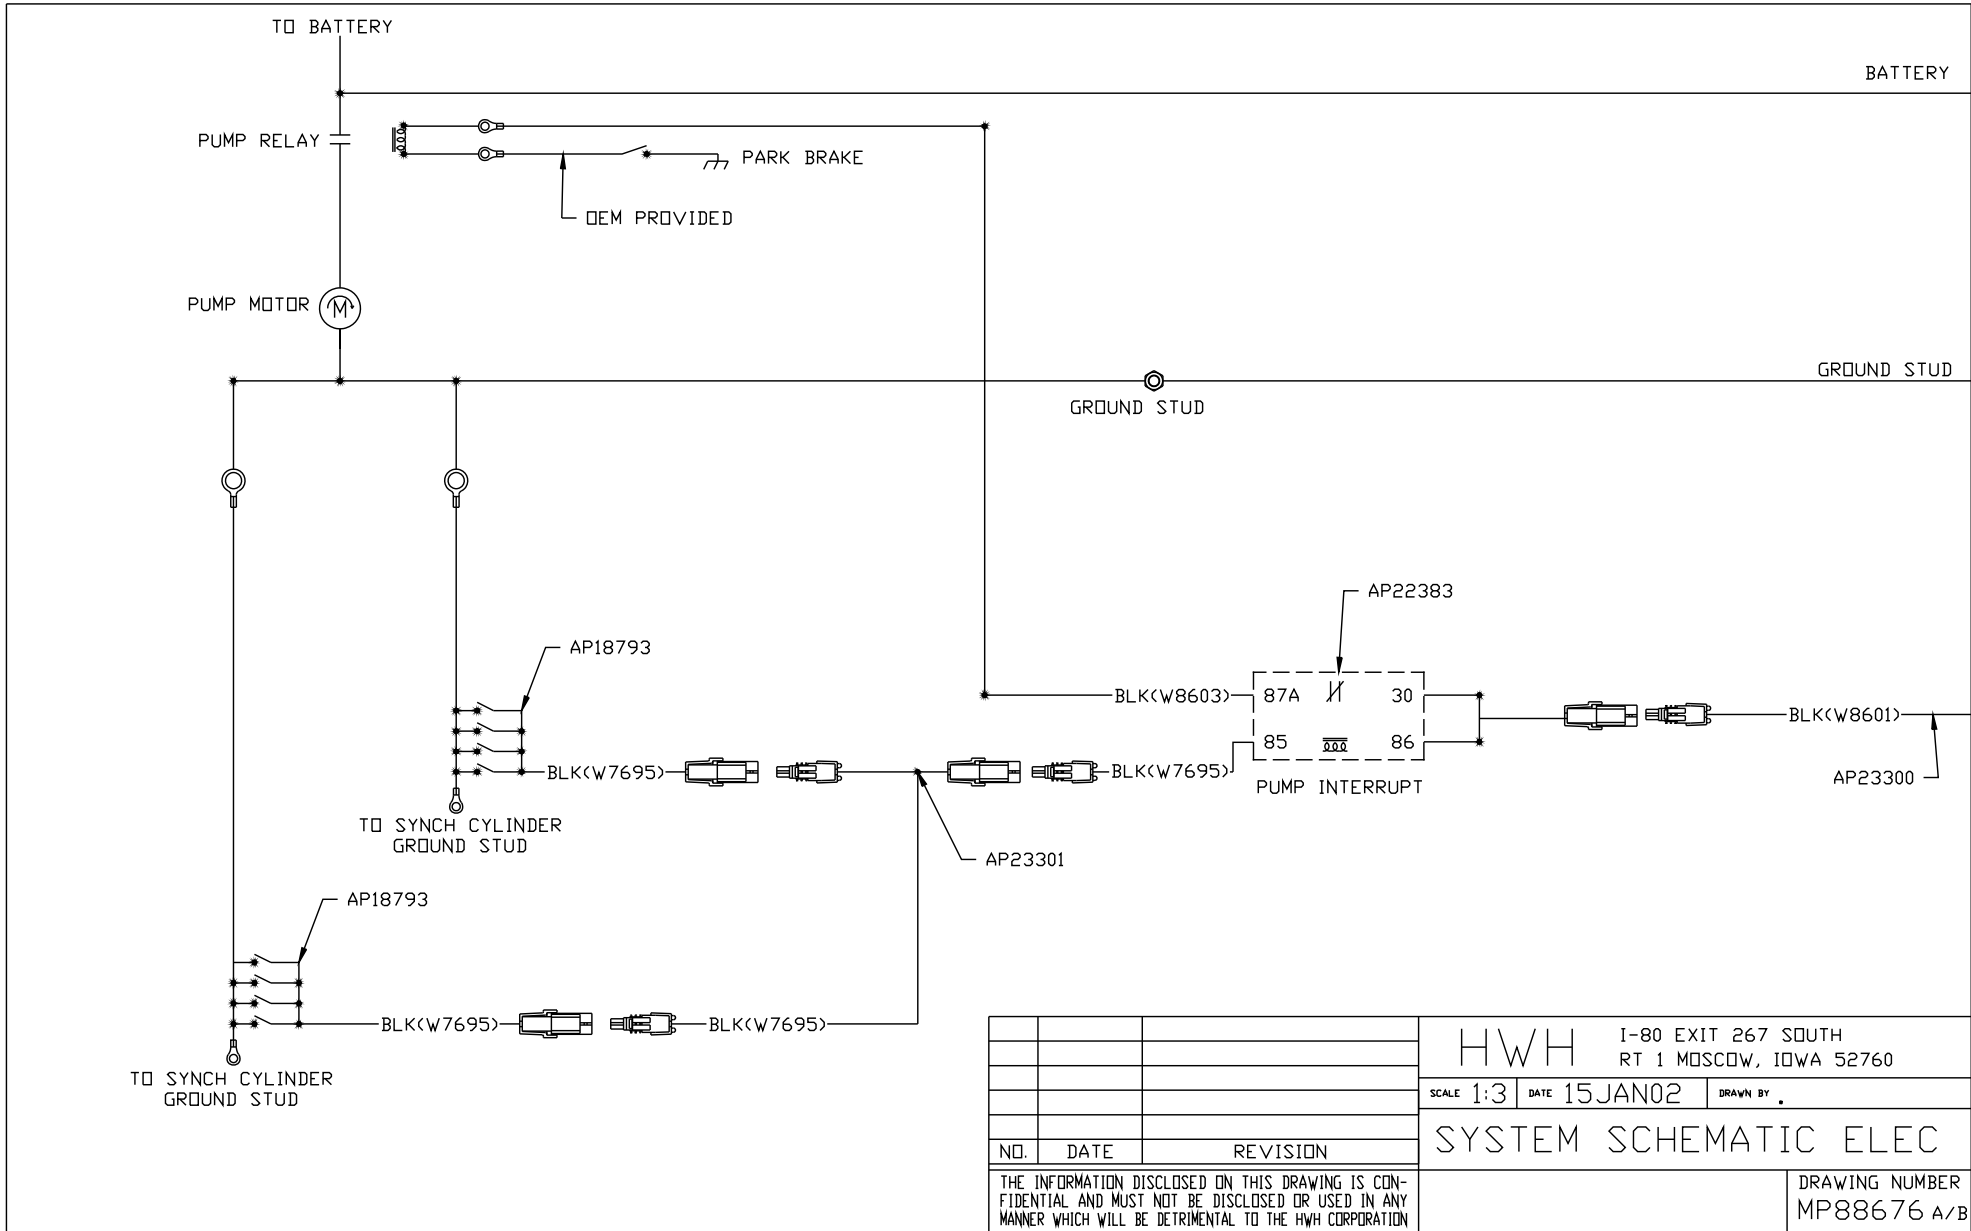 TO BATTERY
BATTERY
PUMP RELAY
PARK BRAKE
OEM PROVIDED
PUMP MOTOR
M
GROUND STUD
GROUND STUD
AP22383
AP18793
BLK(W8603)
87A
30
BLK(W8601)
85
86
BLK(W7695)
BLK(W7695)
AP23300
PUMP INTERRUPT
TO SYNCH CYLINDER
GROUND STUD
AP23301
AP18793
BLK(W7695)
BLK(W7695)
TO SYNCH CYLINDER
GROUND STUD
HWH
I-80 EXIT 267 SOUTH
RT 1 MOSCOW, IOWA 52760
SCALE 1:3
DATE 15JAN02
DRAWN BY .
SYSTEM SCHEMATIC ELEC
NO.
DATE
REVISION
THE INFORMATION DISCLOSED ON THIS DRAWING IS CON-
FIDENTIAL AND MUST NOT BE DISCLOSED OR USED IN ANY
MANNER WHICH WILL BE DETRIMENTAL TO THE HWH CORPORATION
DRAWING NUMBER
MP88676 A/B